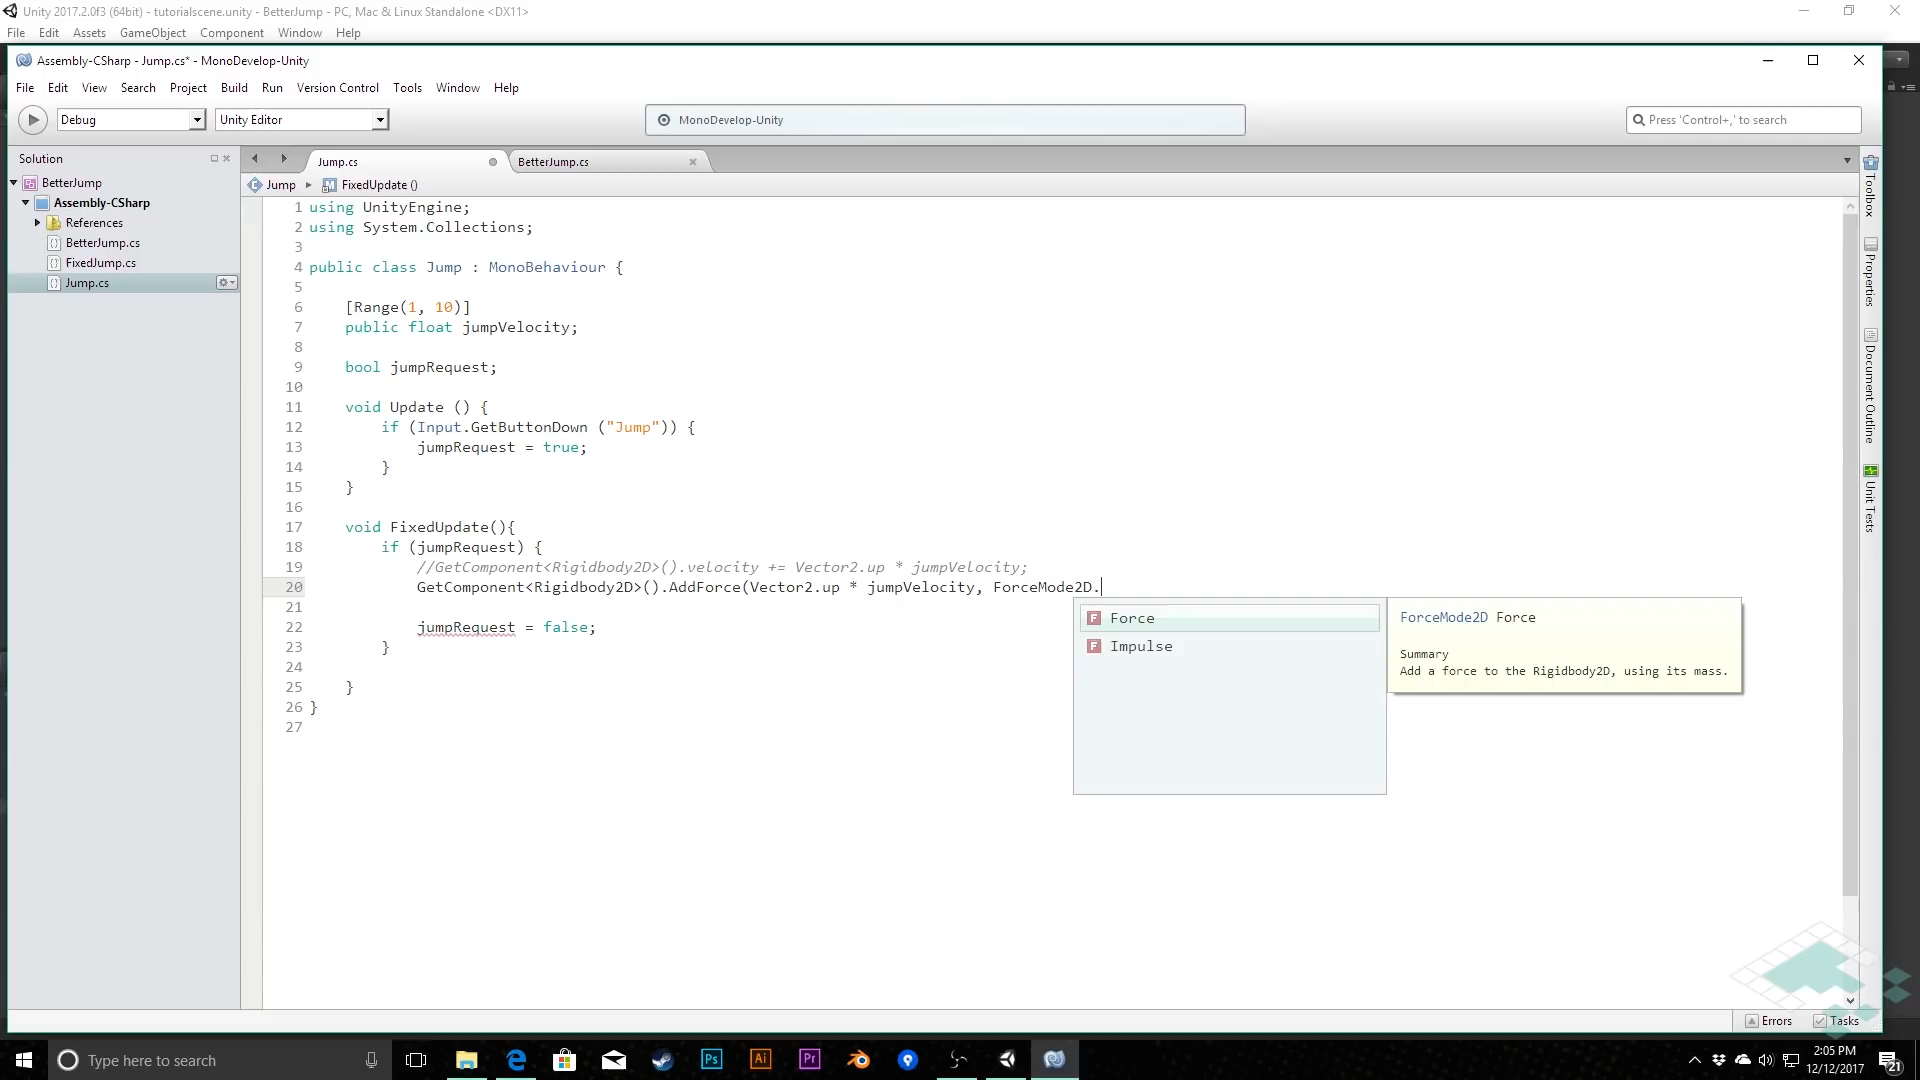 Unity 2017.2.0f3 (64bit) - tutorialscene.unity - BetterJump - PC, Mac & Linux Standalone <DX11>
File Edit Assets GameObject Component Window Help
Assembly-CSharp - Jump.cs* - MonoDevelop-Unity
File Edit View Search Project Build Run Version Control Tools Window Help
Debug Unity Editor MonoDevelop-Unity Press 'Control+,' to search
Solution
BetterJump
Assembly-CSharp
References
BetterJump.cs
FixedJump.cs
Jump.cs
Jump.cs BetterJump.cs
Jump FixedUpdate ()
1 using UnityEngine;
2 using System.Collections;
3
4 public class Jump : MonoBehaviour {
5
6 [Range(1, 10)]
7 public float jumpVelocity;
8
9 bool jumpRequest;
10
11 void Update () {
12 if (Input.GetButtonDown ("Jump")) {
13 jumpRequest = true;
14 }
15 }
16
17 void FixedUpdate(){
18 if (jumpRequest) {
19 //GetComponent<Rigidbody2D>().velocity += Vector2.up * jumpVelocity;
20 GetComponent<Rigidbody2D>().AddForce(Vector2.up * jumpVelocity, ForceMode2D.
21
22 jumpRequest = false;
23 }
24
25 }
26 }
27
Force
Impulse
ForceMode2D Force
Summary
Add a force to the Rigidbody2D, using its mass.
Toolbox
Properties
Document Outline
Unit Tests
Errors Tasks
Type here to search
Ps
Ai
Pr
2:05 PM
12/12/2017
21